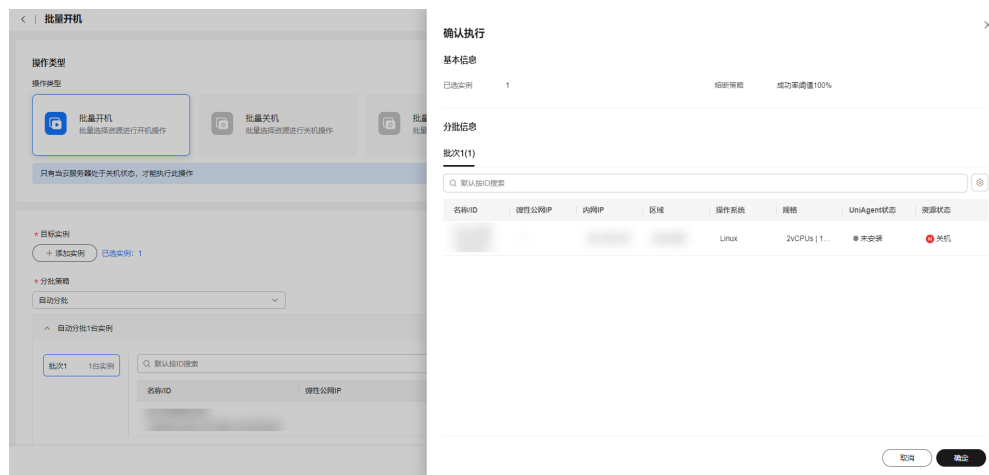 批量开机
操作类型
操作类型
批量开机
批量选择资源进行开机操作
批量关机
批量选择资源进行关机操作
批量
批量
只有当云服务器处于关机状态，才能执行此操作
* 目标实例
+ 添加实例
已选实例: 1
* 分批策略
自动分批
自动分批1台实例
批次1 1台实例
默认按ID搜索
名称/ID 弹性公网IP
确认执行
基本信息
已选实例 1 熔断策略 成功率阈值100%
分批信息
批次1(1)
默认按ID搜索
名称/ID 弹性公网IP 内网IP 区域 操作系统 规格 UniAgent状态 资源状态
Linux 2vCPUs | 1... 未安装 关机
取消 确定